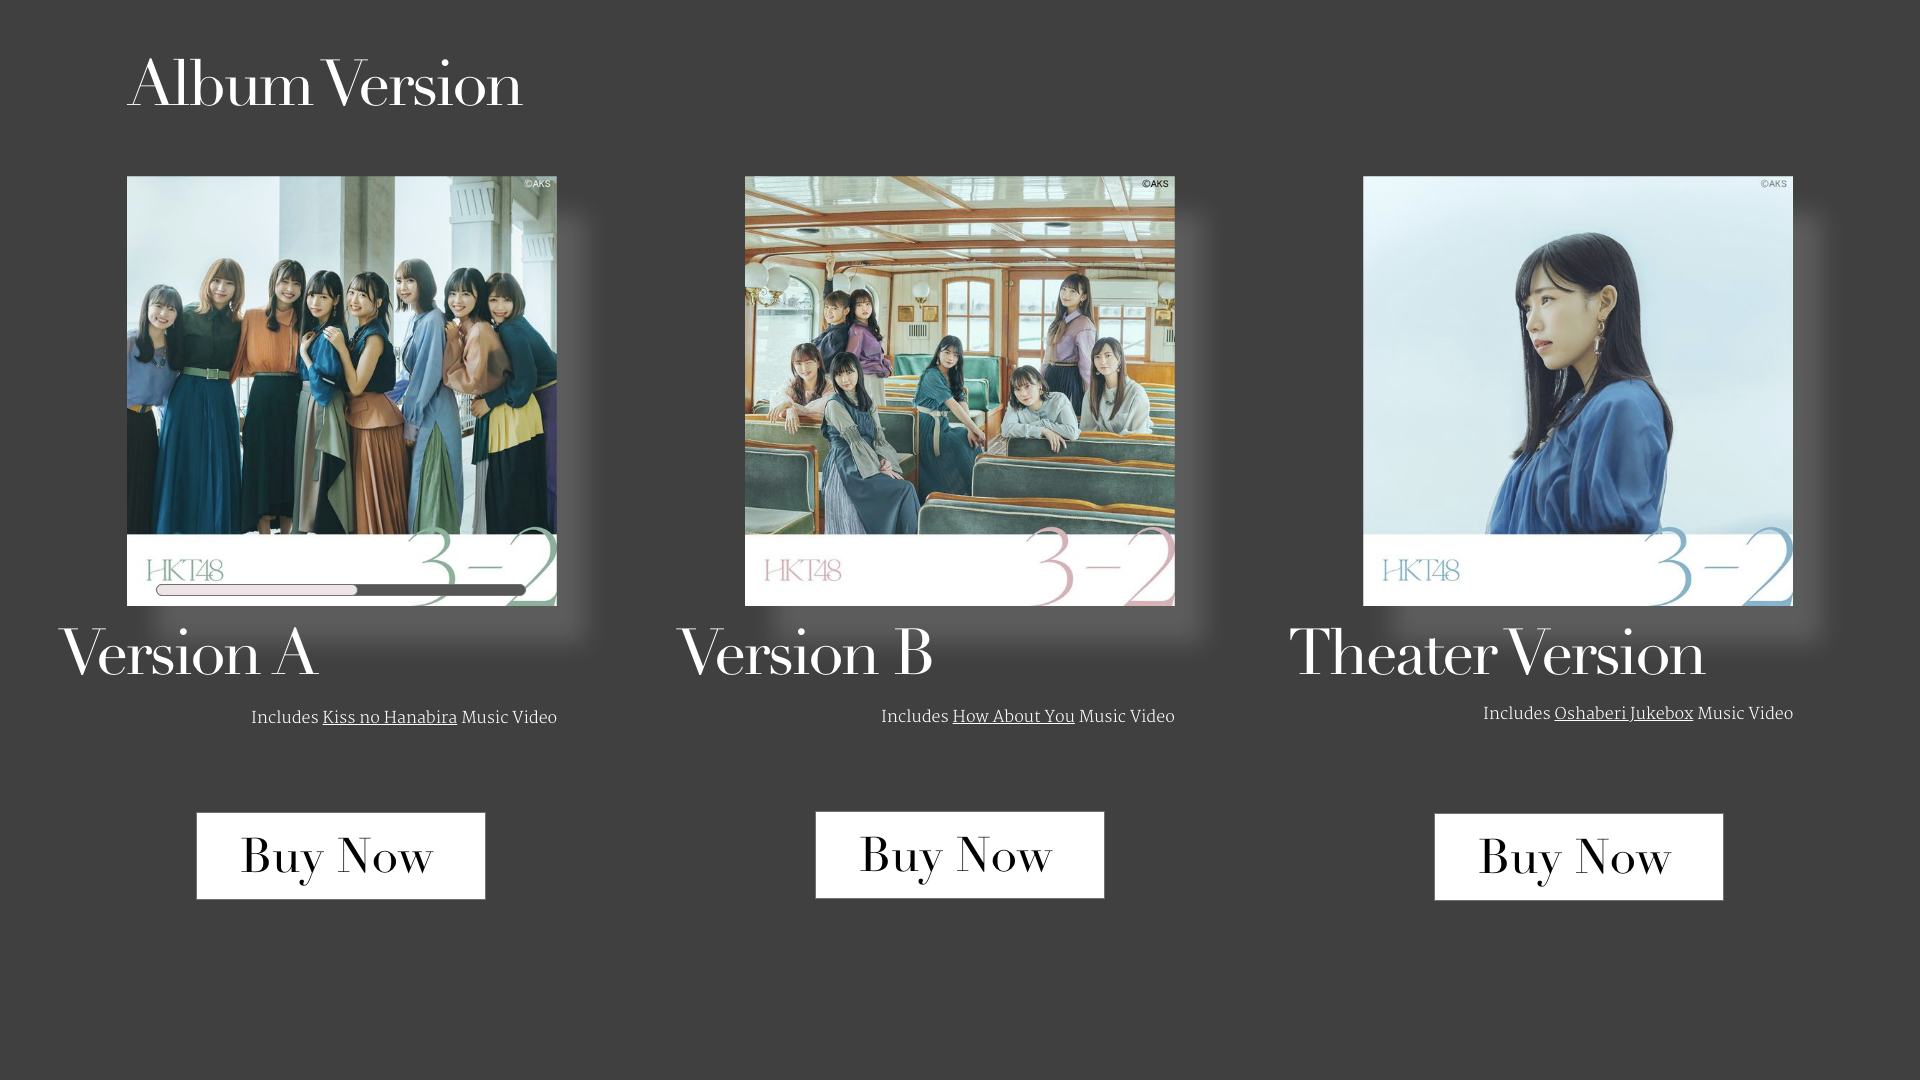 Album Version
©AKS
HKT48
3-2
Version A
Includes Kiss no Hanabira Music Video
Buy Now
©AKS
HKT48
3-2
Version B
Includes How About You Music Video
Buy Now
©AKS
HKT48
3-2
Theater Version
Includes Oshaberi Jukebox Music Video
Buy Now